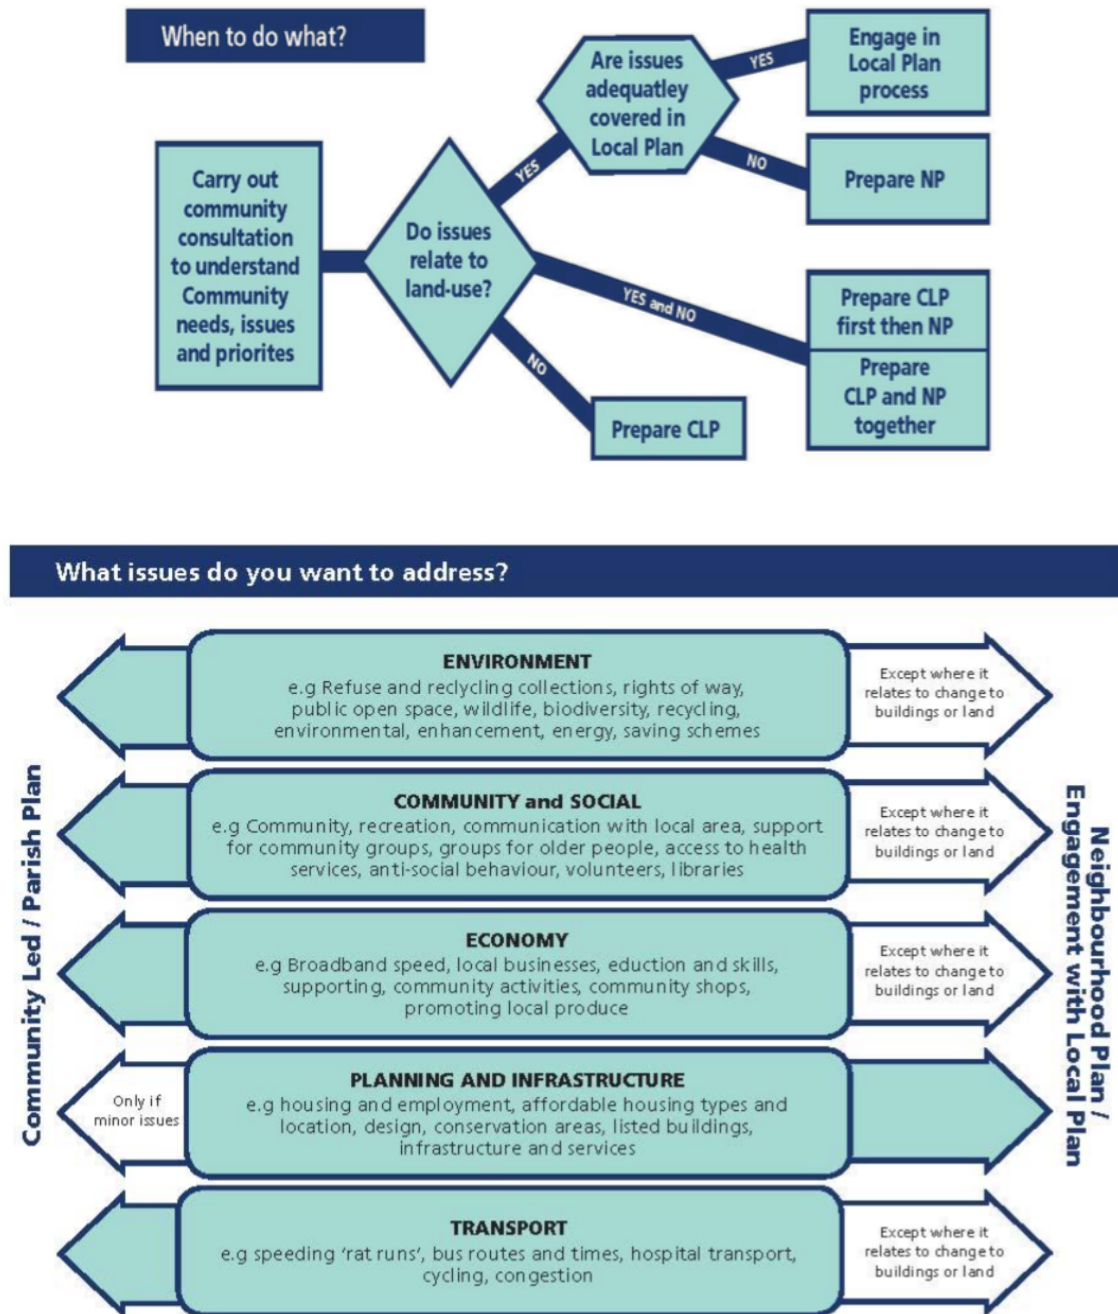 When to do what?
Carry out
community
consultation
to understand
Community
needs, issues
and priorites
Do issues
relate to
land-use?
YES
Are issues
adequatley
covered in
Local Plan
YES
Engage in
Local Plan
process
NO
Prepare NP
YES and NO
Prepare CLP
first then NP
Prepare
CLP and NP
together
NO
Prepare CLP
What issues do you want to address?
Community Led / Parish Plan
ENVIRONMENT
e.g Refuse and reclycling collections, rights of way,
public open space, wildlife, biodiversity, recycling,
environmental, enhancement, energy, saving schemes
Except where it
relates to change to
buildings or land
COMMUNITY and SOCIAL
e.g Community, recreation, communication with local area, support
for community groups, groups for older people, access to health
services, anti-social behaviour, volunteers, libraries
Except where it
relates to change to
buildings or land
ECONOMY
e.g Broadband speed, local businesses, eduction and skills,
supporting, community activities, community shops,
promoting local produce
Except where it
relates to change to
buildings or land
Only if
minor issues
PLANNING AND INFRASTRUCTURE
e.g housing and employment, affordable housing types and
location, design, conservation areas, listed buildings,
infrastructure and services
TRANSPORT
e.g speeding ‘rat runs’, bus routes and times, hospital transport,
cycling, congestion
Except where it
relates to change to
buildings or land
Neighbourhood Plan /
Engagement with Local Plan